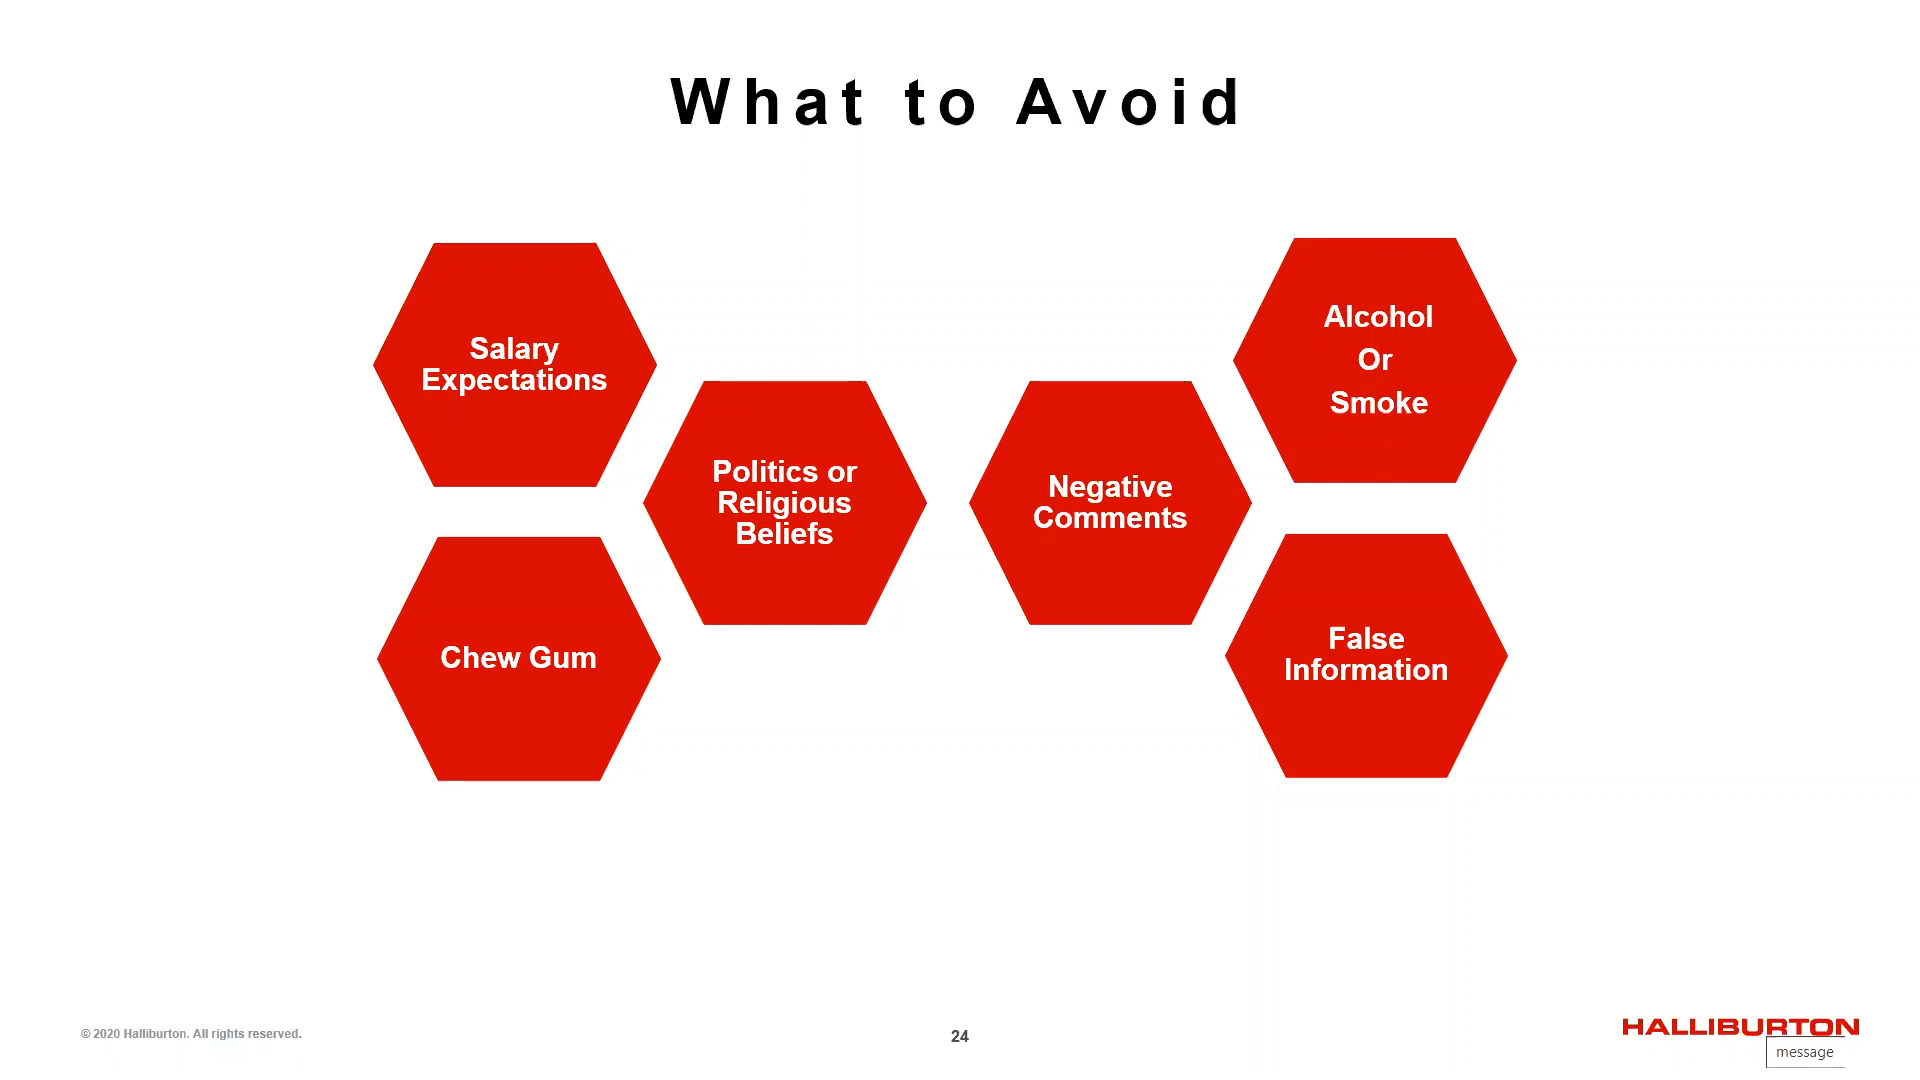 What to Avoid
Salary
Expectations
Chew Gum
Politics or
Religious
Beliefs
Negative
Comments
Alcohol
Or
Smoke
False
Information
© 2020 Halliburton. All rights reserved.
24
HALLIBURTON
message